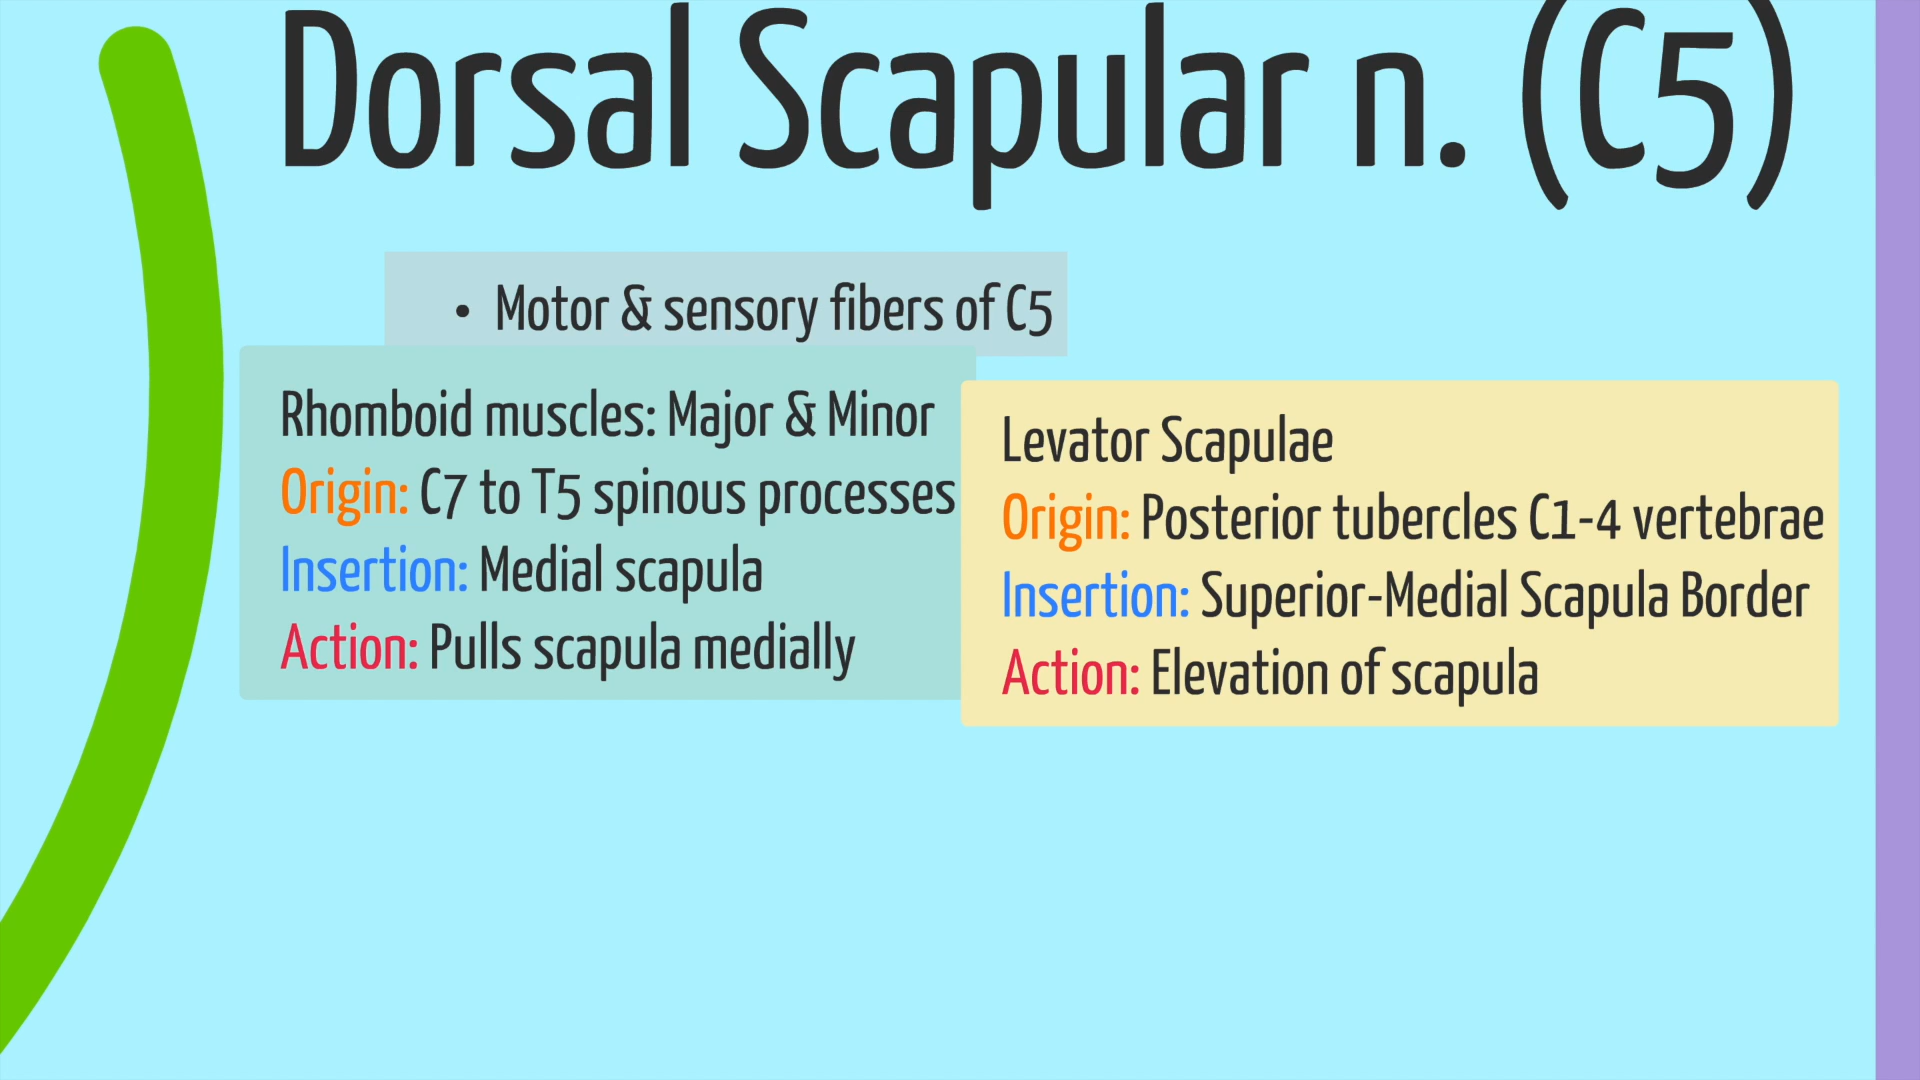 Dorsal Scapular n. (C5)
• Motor & sensory fibers of C5
Rhomboid muscles: Major & Minor
Origin: C7 to T5 spinous processes
Insertion: Medial scapula
Action: Pulls scapula medially
Levator Scapulae
Origin: Posterior tubercles C1-4 vertebrae
Insertion: Superior-Medial Scapula Border
Action: Elevation of scapula